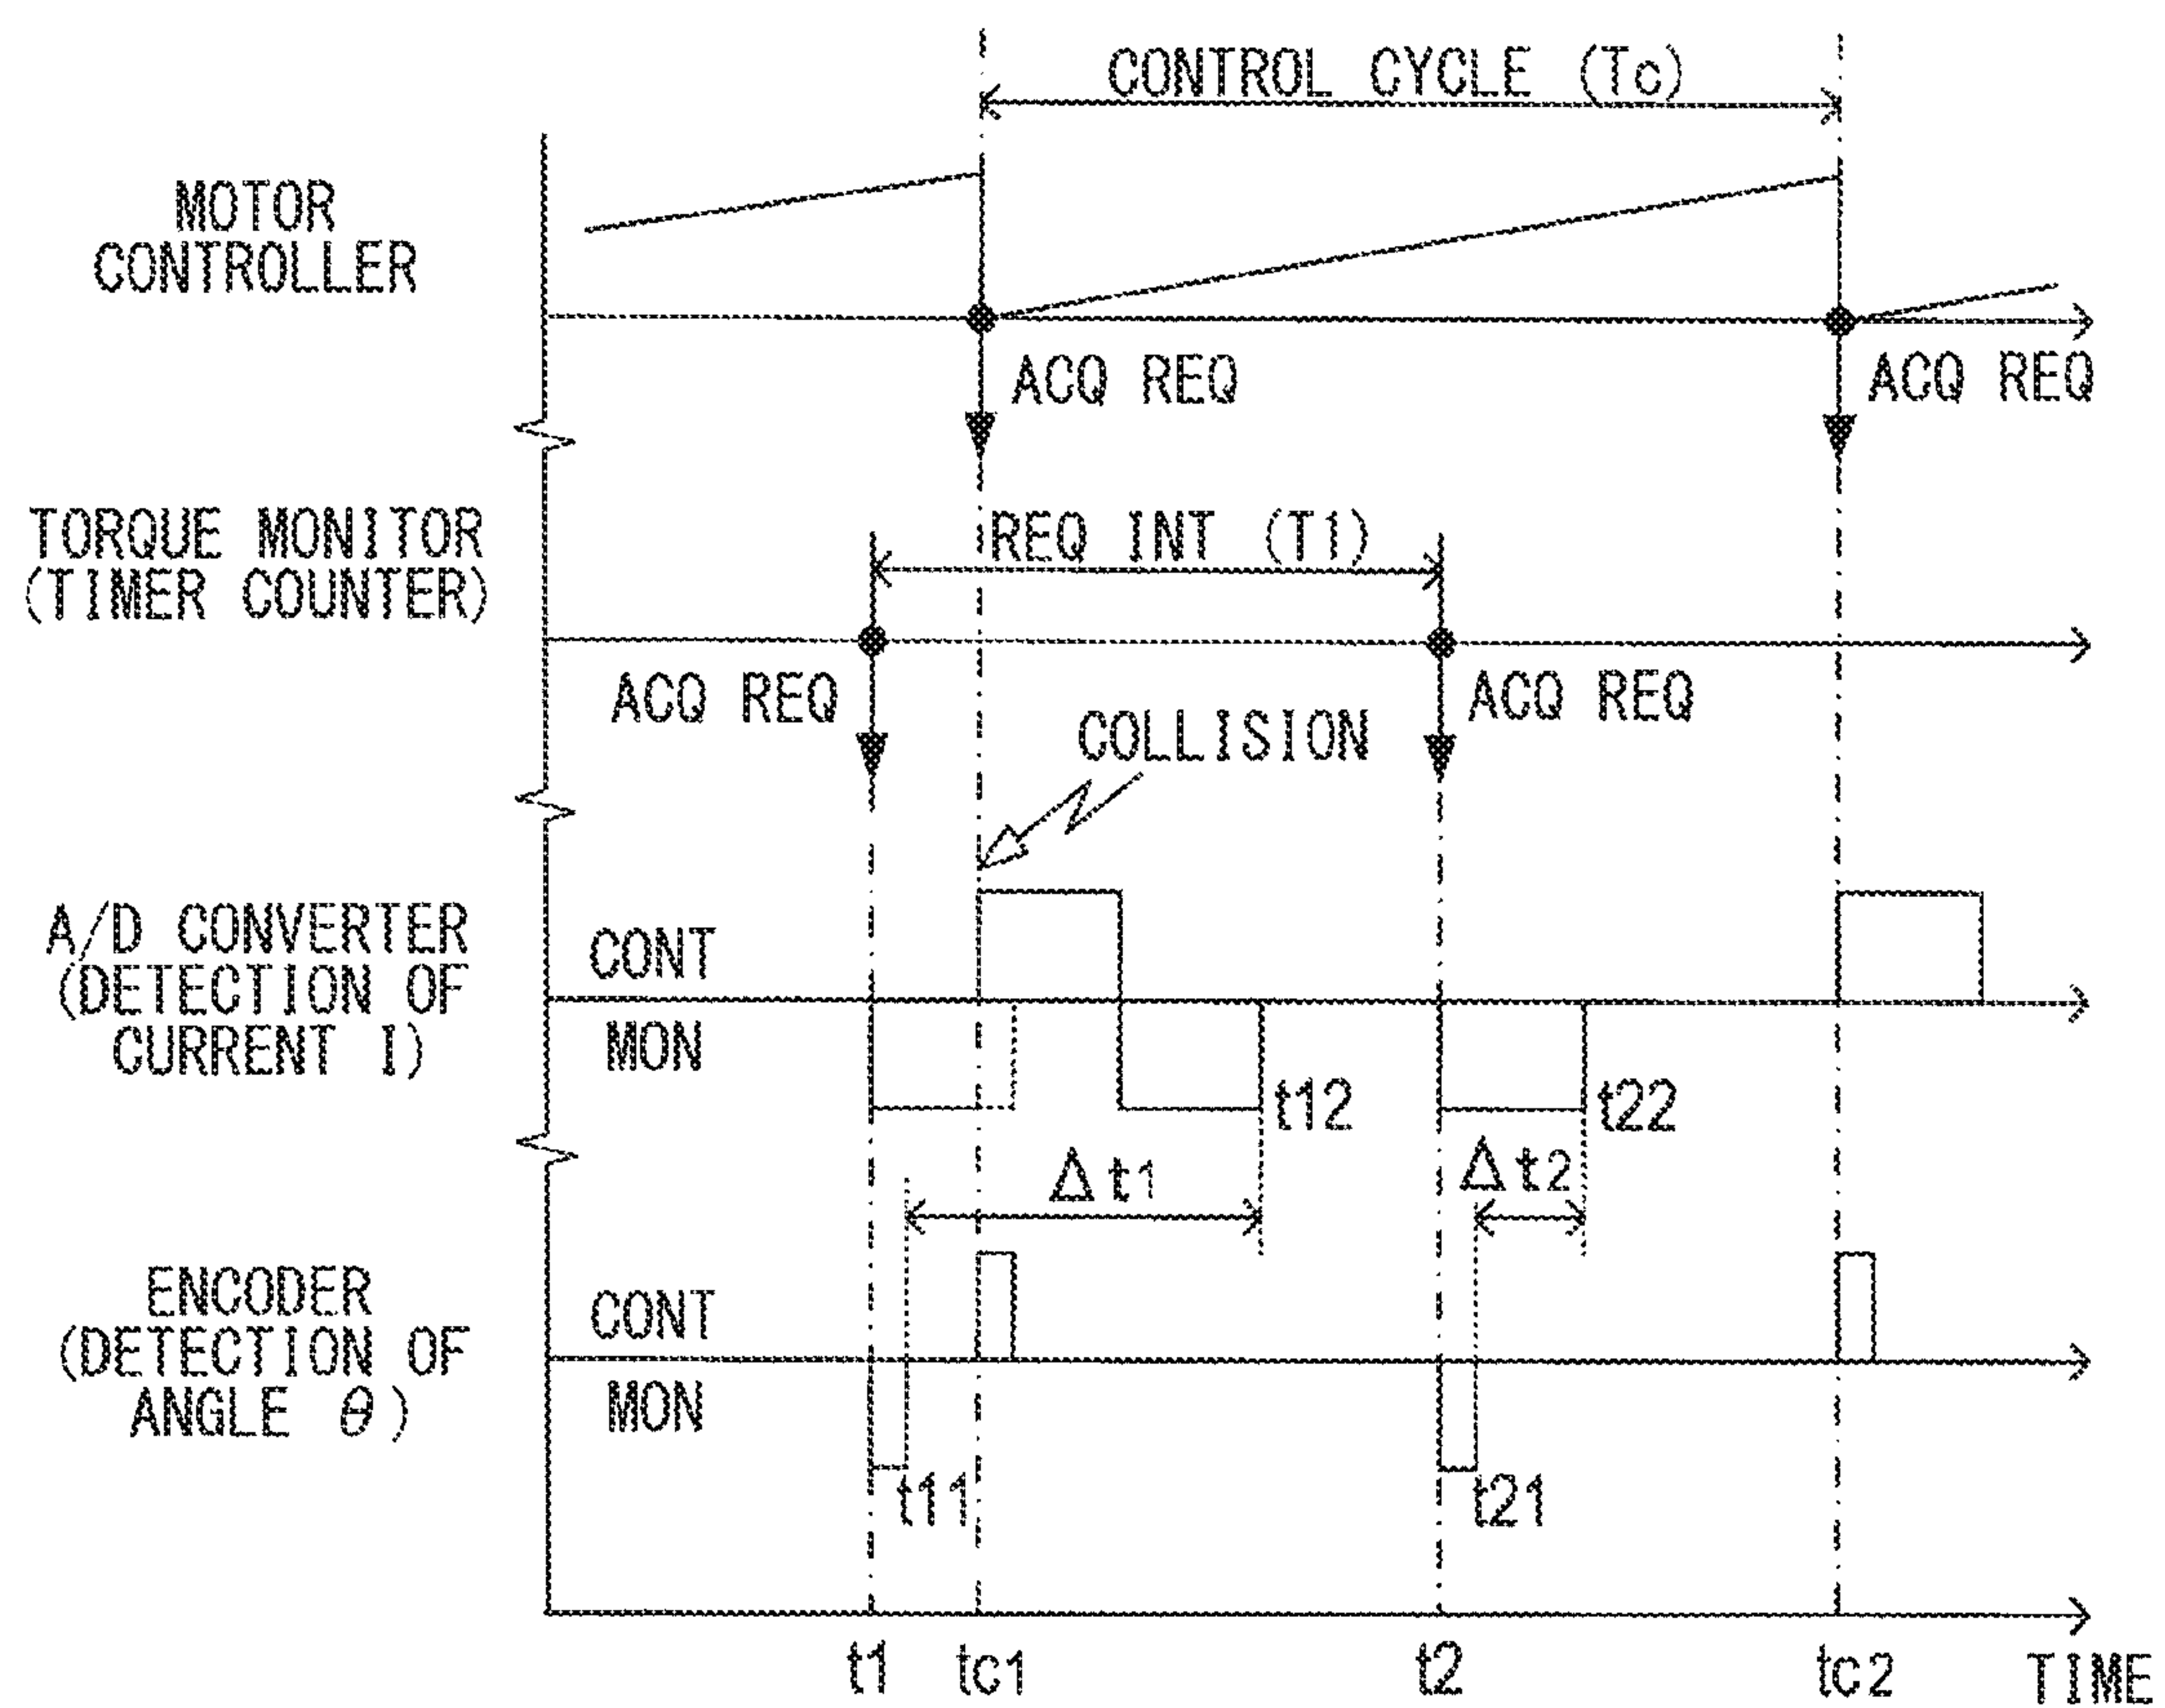 CONTROL CYCLE (Tc)
MOTOR
CONTROLLER
ACQ REQ
ACQ REQ
TORQUE MONITOR
(TIMER COUNTER)
REQ INT (T1)
ACQ REQ
ACQ REQ
COLLISION
A/D CONVERTER
(DETECTION OF
CURRENT I)
CONT
MON
t12
t22
Δt1
Δt2
ENCODER
(DETECTION OF
ANGLE θ)
CONT
MON
t11
t21
t1
tc1
t2
tc2
TIME